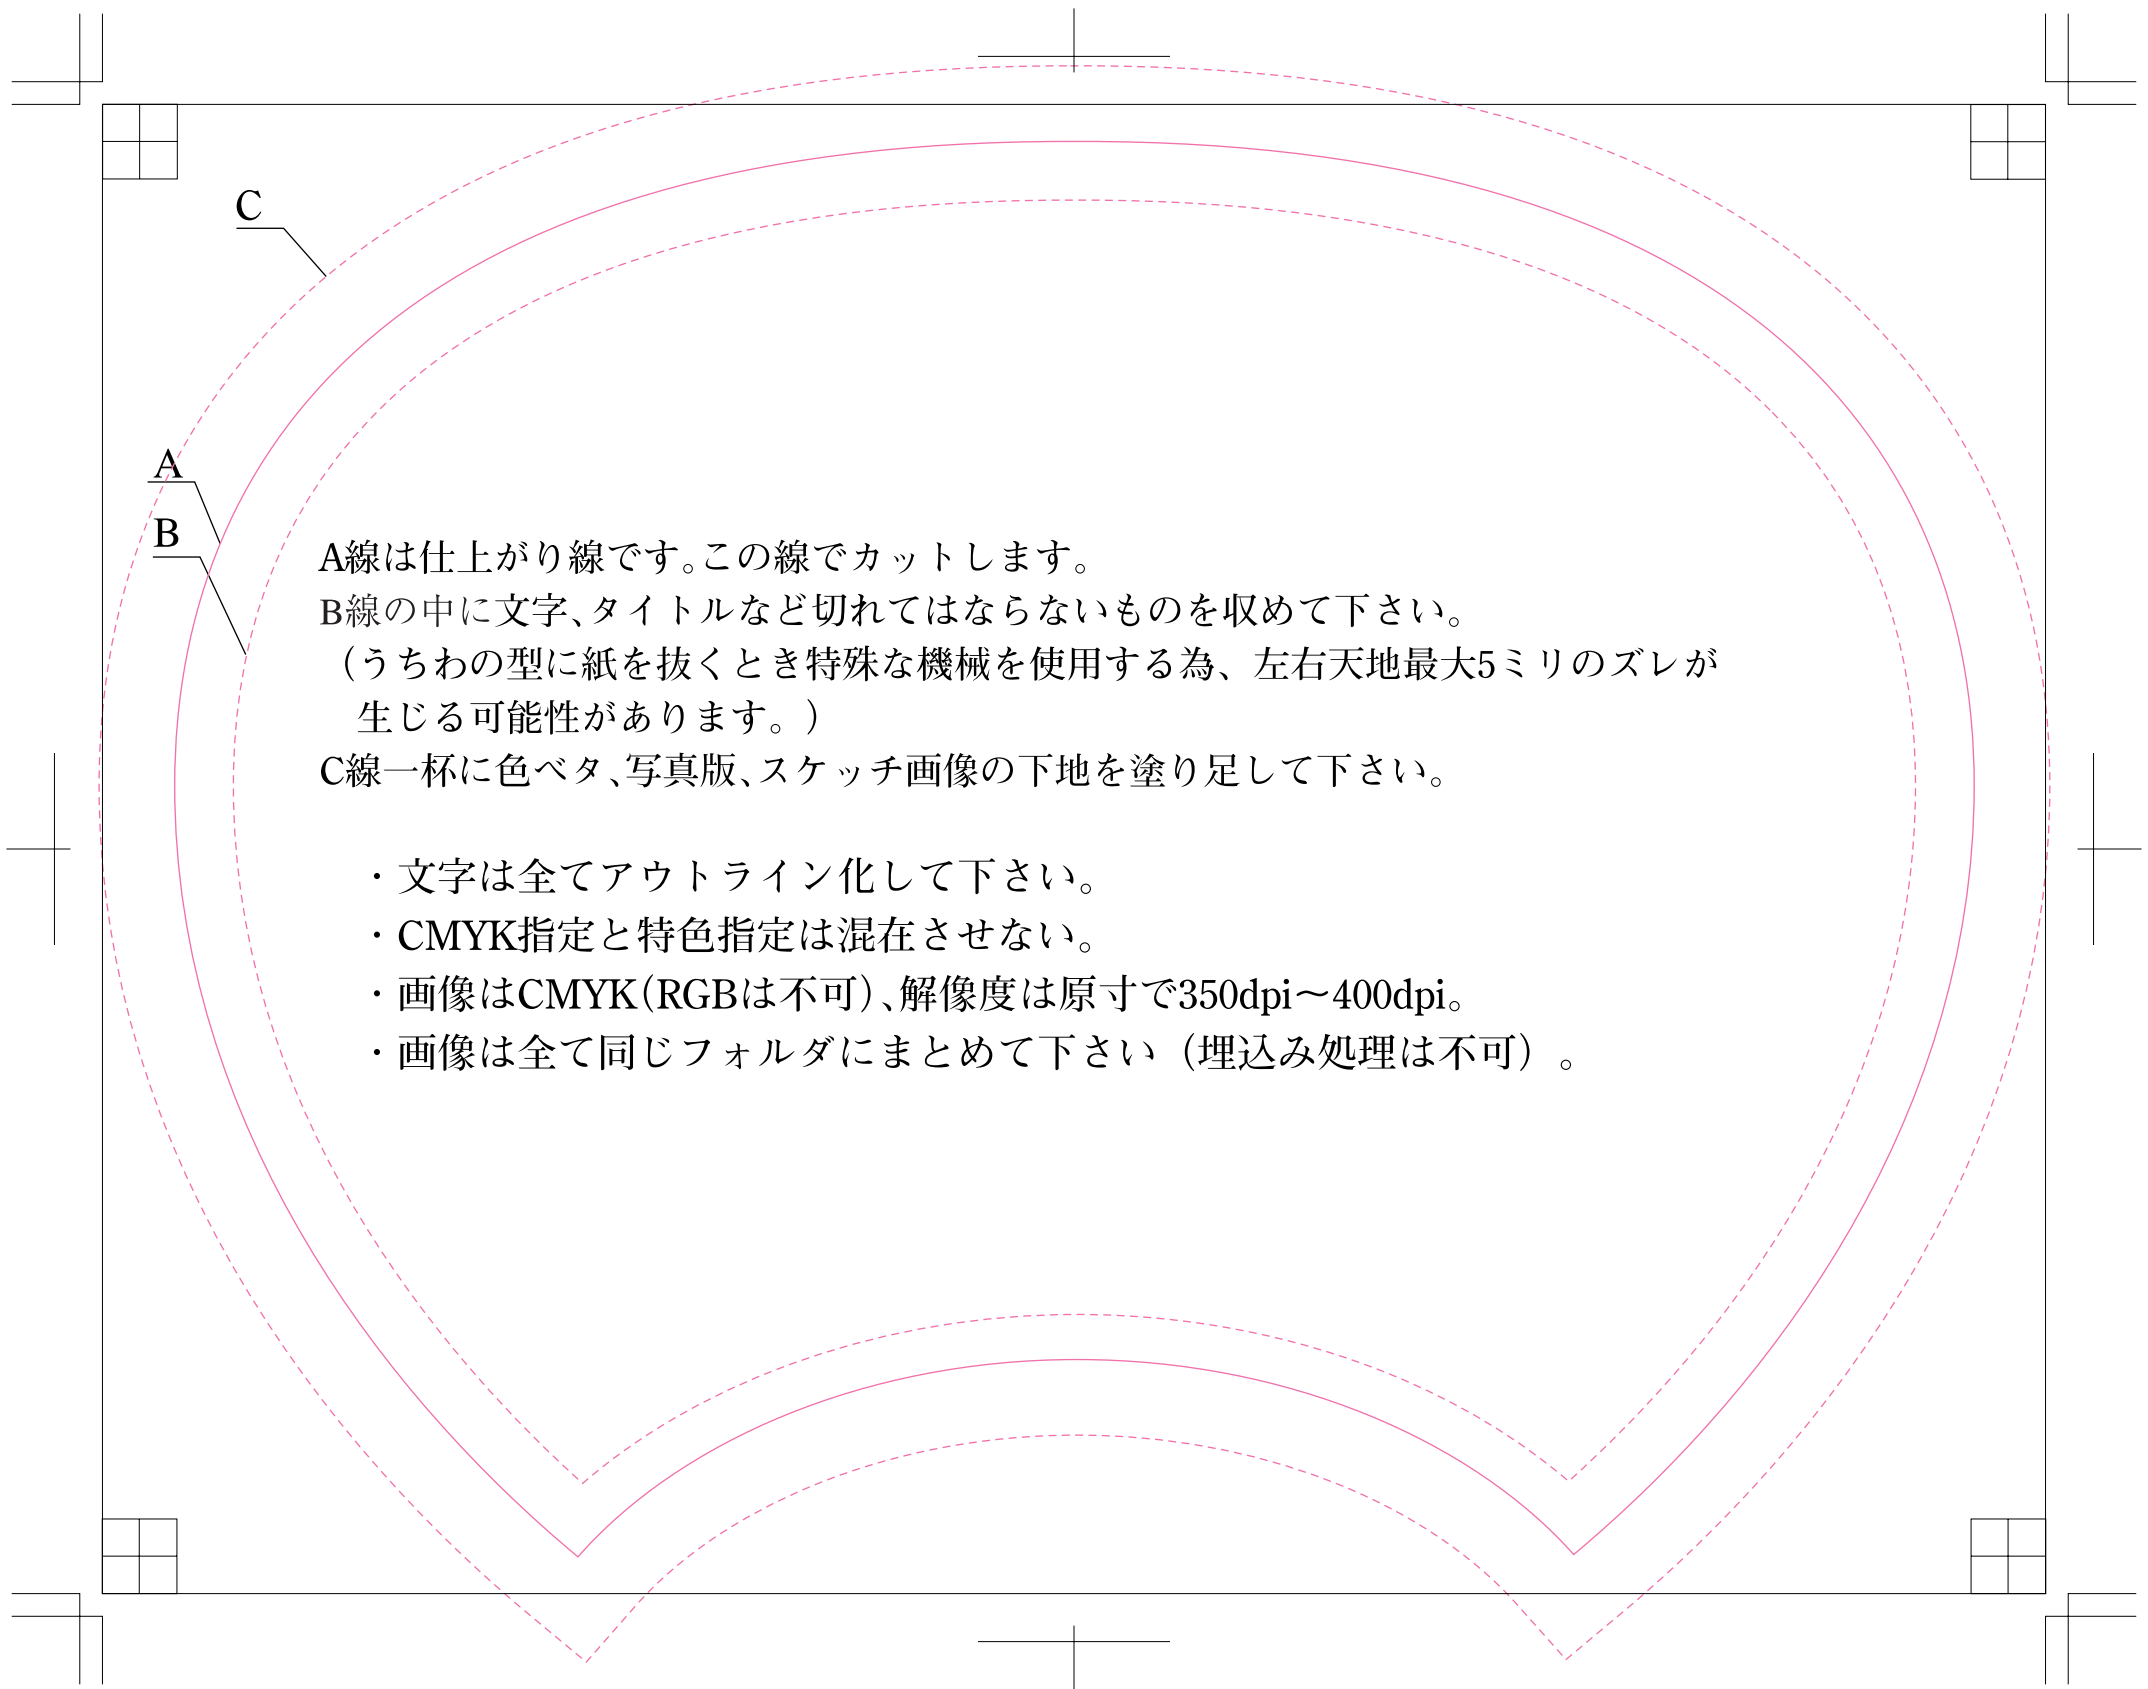 C
A
B
A線は仕上がり線です。この線でカットします。
B線の中に文字、タイトルなど切れてはならないものを収めて下さい。
（うちわの型に紙を抜くとき特殊な機械を使用する為、左右天地最大5ミリのズレが
生じる可能性があります。）
C線一杯に色ベタ、写真版、スケッチ画像の下地を塗り足して下さい。
・文字は全てアウトライン化して下さい。
・CMYK指定と特色指定は混在させない。
・画像はCMYK（RGBは不可）、解像度は原寸で350dpi〜400dpi。
・画像は全て同じフォルダにまとめて下さい（埋込み処理は不可）。